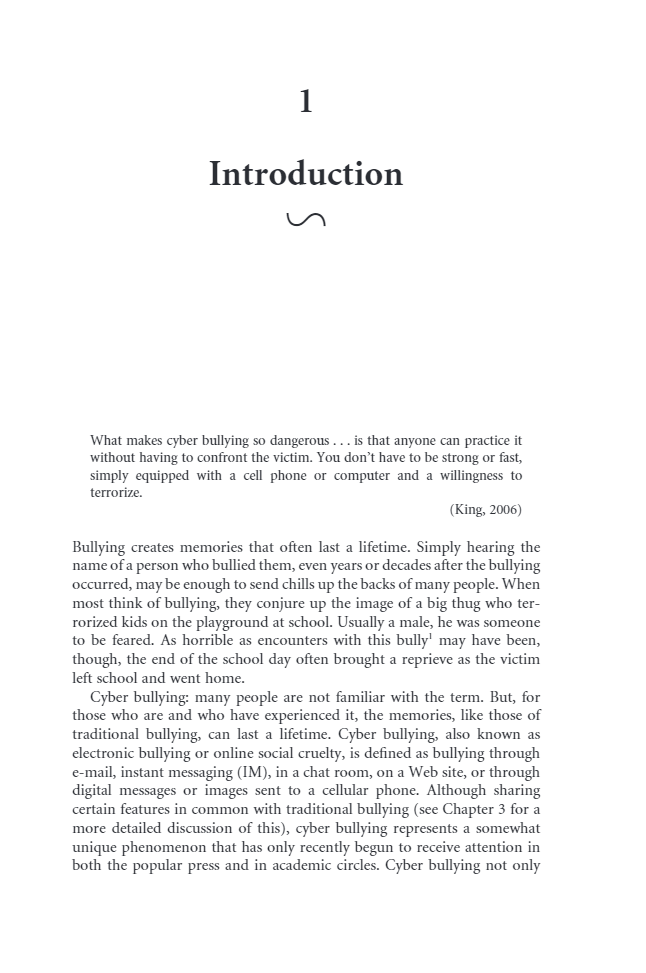 1
Introduction
What makes cyber bullying so dangerous . . . is that anyone can practice it
without having to confront the victim. You don’t have to be strong or fast,
simply equipped with a cell phone or computer and a willingness to
terrorize.
(King, 2006)
Bullying creates memories that often last a lifetime. Simply hearing the
name of a person who bullied them, even years or decades after the bullying
occurred, may be enough to send chills up the backs of many people. When
most think of bullying, they conjure up the image of a big thug who ter-
rorized kids on the playground at school. Usually a male, he was someone
to be feared. As horrible as encounters with this bully¹ may have been,
though, the end of the school day often brought a reprieve as the victim
left school and went home.
Cyber bullying: many people are not familiar with the term. But, for
those who are and who have experienced it, the memories, like those of
traditional bullying, can last a lifetime. Cyber bullying, also known as
electronic bullying or online social cruelty, is defined as bullying through
e-mail, instant messaging (IM), in a chat room, on a Web site, or through
digital messages or images sent to a cellular phone. Although sharing
certain features in common with traditional bullying (see Chapter 3 for a
more detailed discussion of this), cyber bullying represents a somewhat
unique phenomenon that has only recently begun to receive attention in
both the popular press and in academic circles. Cyber bullying not only